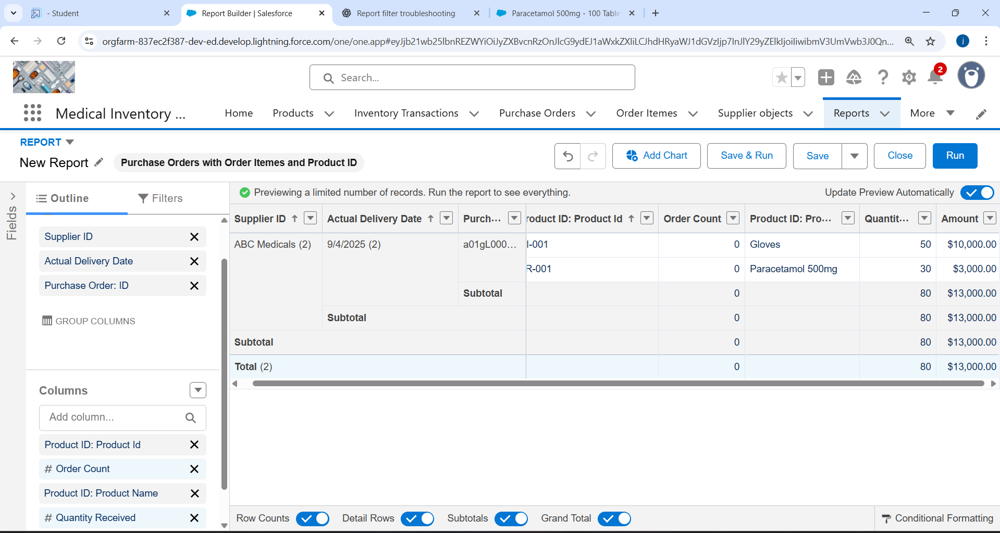 - Student
Report Builder | Salesforce
Report filter troubleshooting
Paracetamol 500mg - 100 Table
orgfarm-837ec2f387-dev-ed.develop.lightning.force.com/one/one.app#eyJjb21wb25lbnREZWYiOiJyZXBvcnRzOnJlcG9ydEJ1aWxkZXIiLCJhdHRyaWJ1dGVzIjp7InJlY29yZElkIjoiIiwibmV3UmVwb3J0Qn...
j
Search...
2
Medical Inventory ...
Home
Products
Inventory Transactions
Purchase Orders
Order Itemes
Supplier objects
Reports
More
REPORT
New Report
Purchase Orders with Order Itemes and Product ID
Add Chart
Save & Run
Save
Close
Run
Fields
Outline
Filters
Previewing a limited number of records. Run the report to see everything.
Update Preview Automatically
Supplier ID
Actual Delivery Date
Purchase Order: ID
GROUP COLUMNS
Columns
Add column...
Product ID: Product Id
# Order Count
Product ID: Product Name
# Quantity Received
Supplier ID Actual Delivery Date Purch... roduct ID: Product Id Order Count Product ID: Pro... Quantit... Amount
ABC Medicals (2) 9/4/2025 (2) a01gL000... I-001 0 Gloves 50 $10,000.00
R-001 0 Paracetamol 500mg 30 $3,000.00
Subtotal 0 80 $13,000.00
Subtotal 0 80 $13,000.00
Subtotal 0 80 $13,000.00
Total (2) 0 80 $13,000.00
Row Counts
Detail Rows
Subtotals
Grand Total
Conditional Formatting